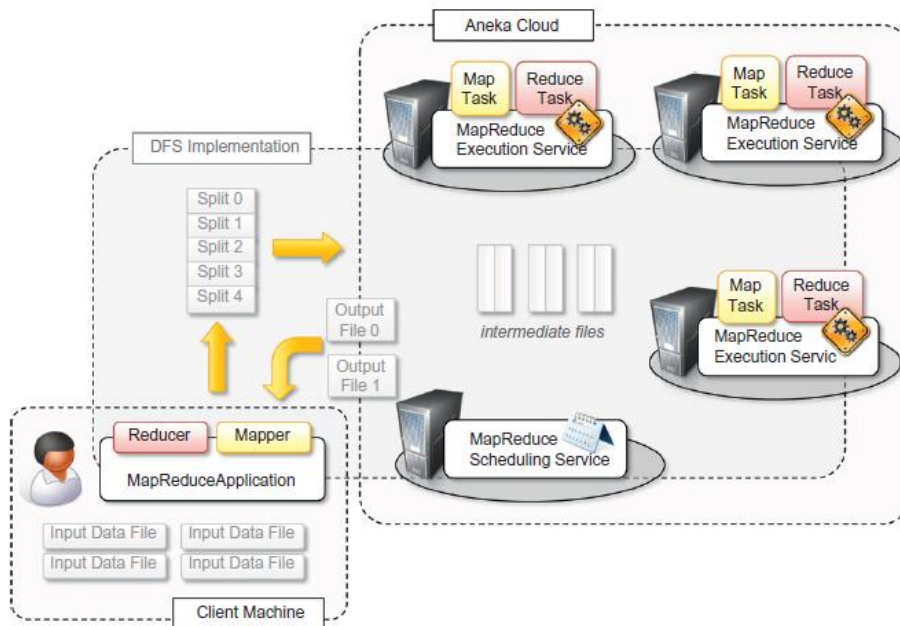 Aneka Cloud
Map
Task
Reduce
Task
MapReduce
Execution Service
Map
Task
Reduce
Task
MapReduce
Execution Service
DFS Implementation
Split 0
Split 1
Split 2
Split 3
Split 4
Output
File 0
Output
File 1
intermediate files
Map
Task
Reduce
Task
MapReduce
Execution Servic
MapReduce
Scheduling Service
Reducer
Mapper
MapReduceApplication
Input Data File
Input Data File
Input Data File
Input Data File
Client Machine